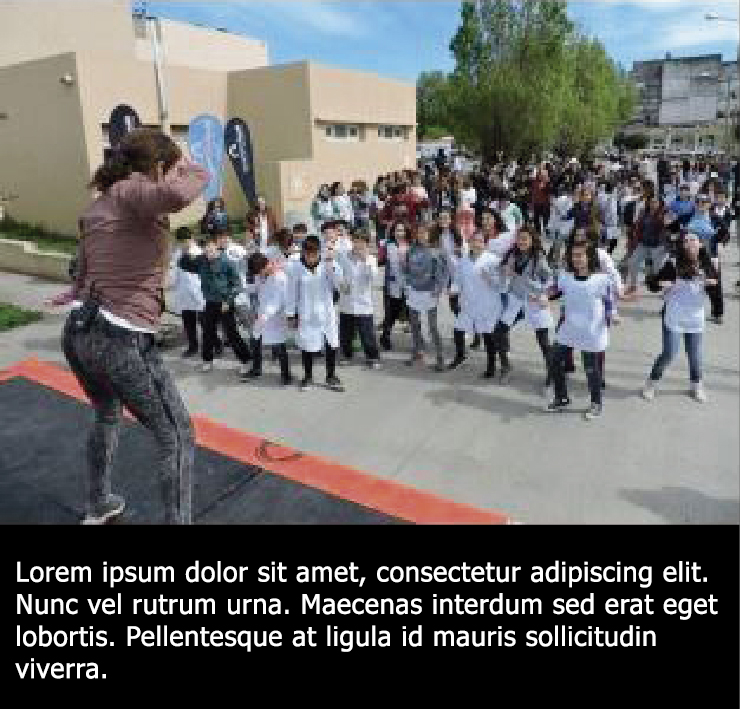 Lorem ipsum dolor sit amet, consectetur adipiscing elit.
Nunc vel rutrum urna. Maecenas interdum sed erat eget
lobortis. Pellentesque at ligula id mauris sollicitudin
viverra.